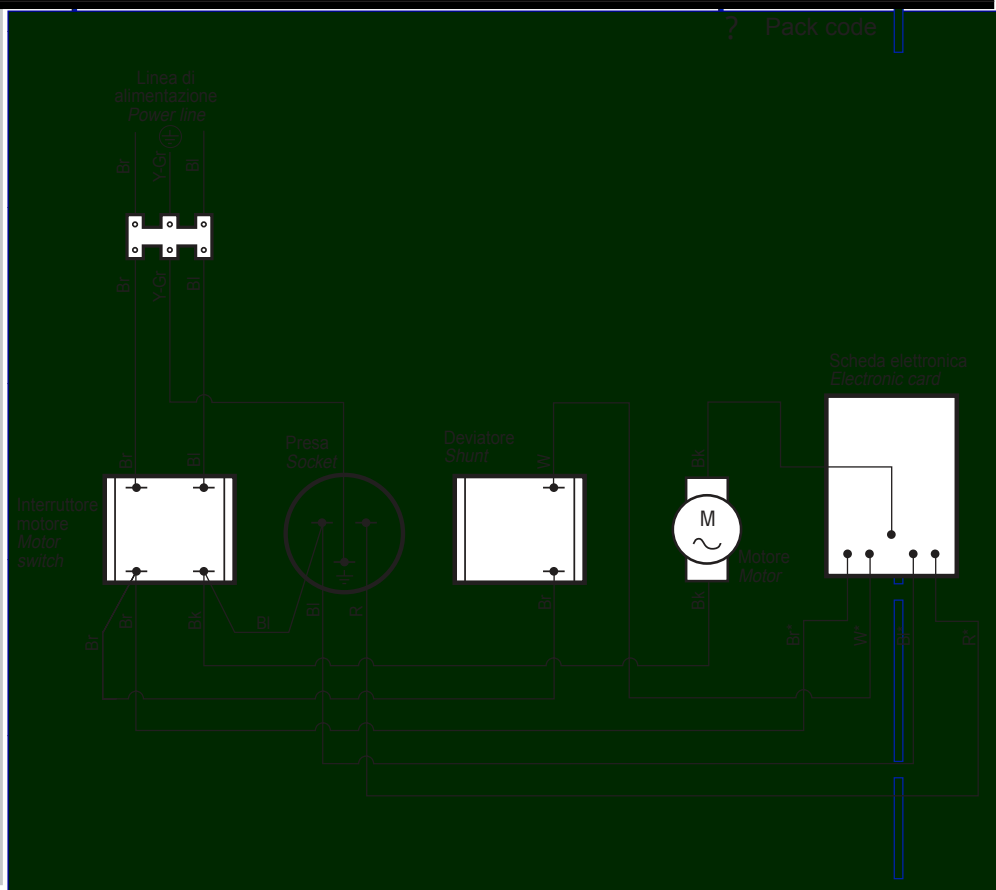 ? Pack code
Linea di
alimentazione
Power line
Br
Y-Gr
Bl
Br
Y-Gr
Bl
Scheda elettronica
Electronic card
Presa
Socket
Deviatore
Shunt
Br
Bl
W
Bk
Interruttore
motore
Motor
switch
M
Motore
Motor
Br
Br
Bk
Bl
Bl
R
Br
Bk
Br*
W*
Bl*
R*